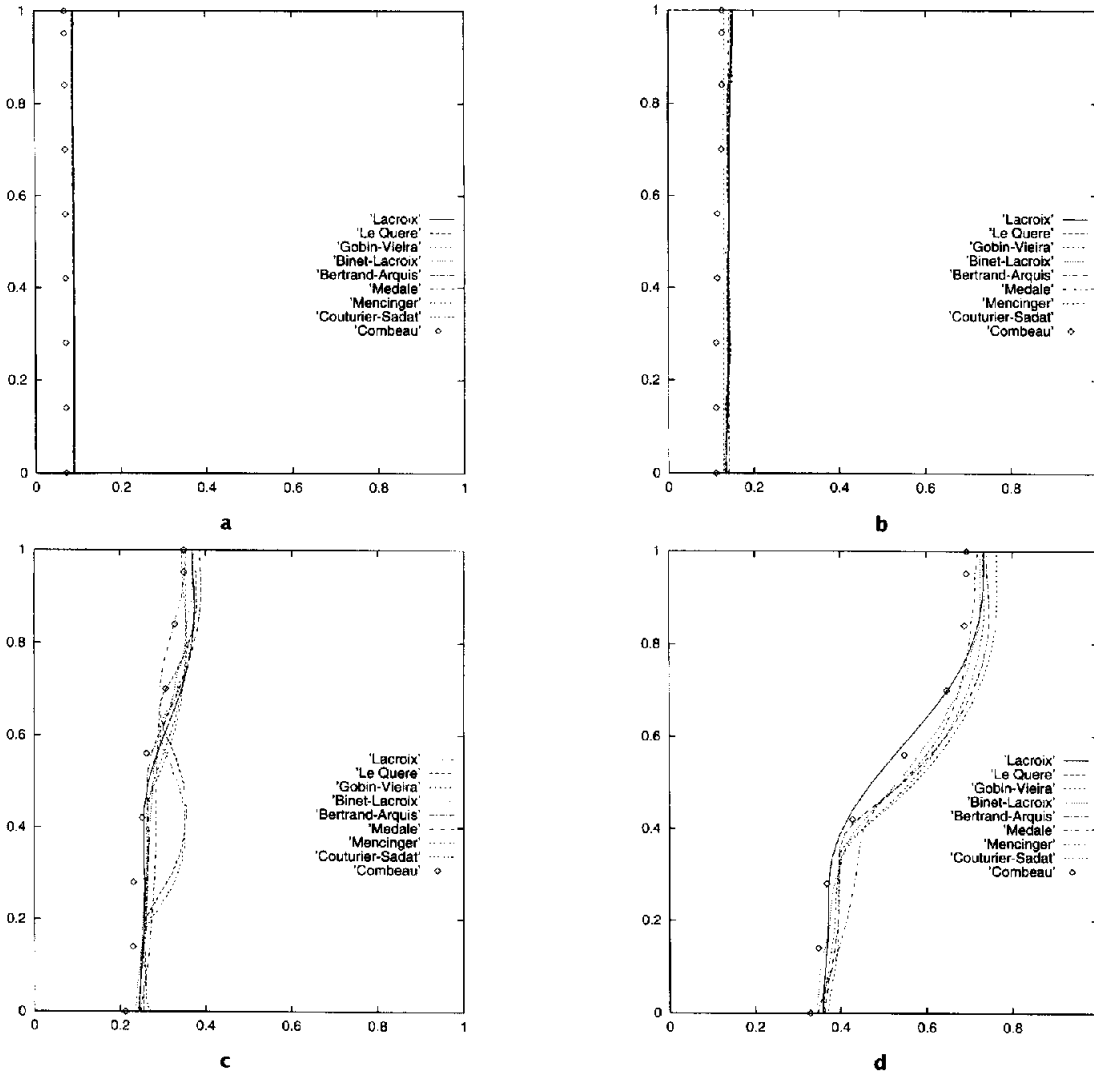 1
0.8
0.6
0.4
0.2
0
0 0.2 0.4 0.6 0.8 1
'Lacroix'
'Le Quere'
'Gobin-Vieira'
'Binet-Lacroix'
'Bertrand-Arquis'
'Medale'
'Mencinger'
'Couturier-Sadat'
'Combeau'
a
1
0.8
0.6
0.4
0.2
0
0 0.2 0.4 0.6 0.8
'Lacroix'
'Le Quere'
'Gobin-Vieira'
'Binet-Lacroix'
'Bertrand-Arquis'
'Medale'
'Mencinger'
'Couturier-Sadat'
'Combeau'
b
1
0.8
0.6
0.4
0.2
0
0 0.2 0.4 0.6 0.8 1
'Lacroix'
'Le Quere'
'Gobin-Vieira'
'Binet-Lacroix'
'Bertrand-Arquis'
'Medale'
'Mencinger'
'Couturier-Sadat'
'Combeau'
c
1
0.8
0.6
0.4
0.2
0
0 0.2 0.4 0.6 0.8
'Lacroix'
'Le Quere'
'Gobin-Vieira'
'Binet-Lacroix'
'Bertrand-Arquis'
'Medale'
'Mencinger'
'Couturier-Sadat'
'Combeau'
d